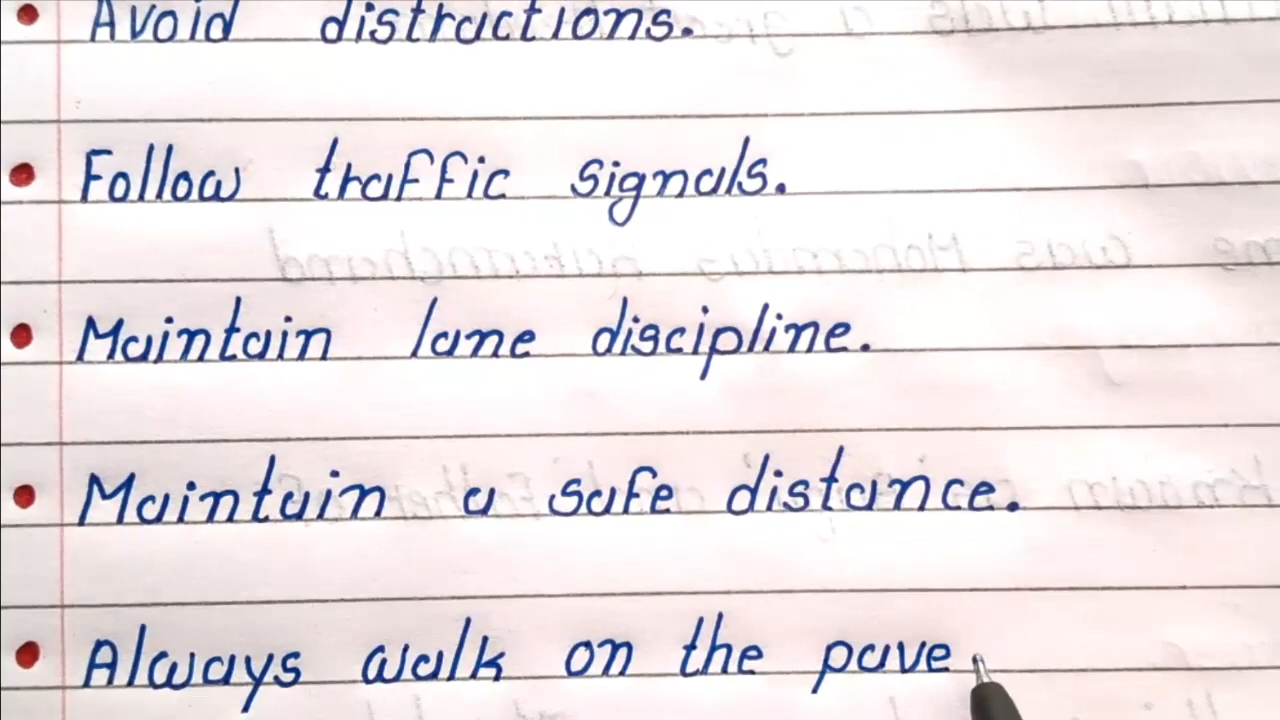 • Avoid distractions.
• Follow traffic signals.
• Maintain lane discipline.
• Maintain a safe distance.
• Always walk on the pave